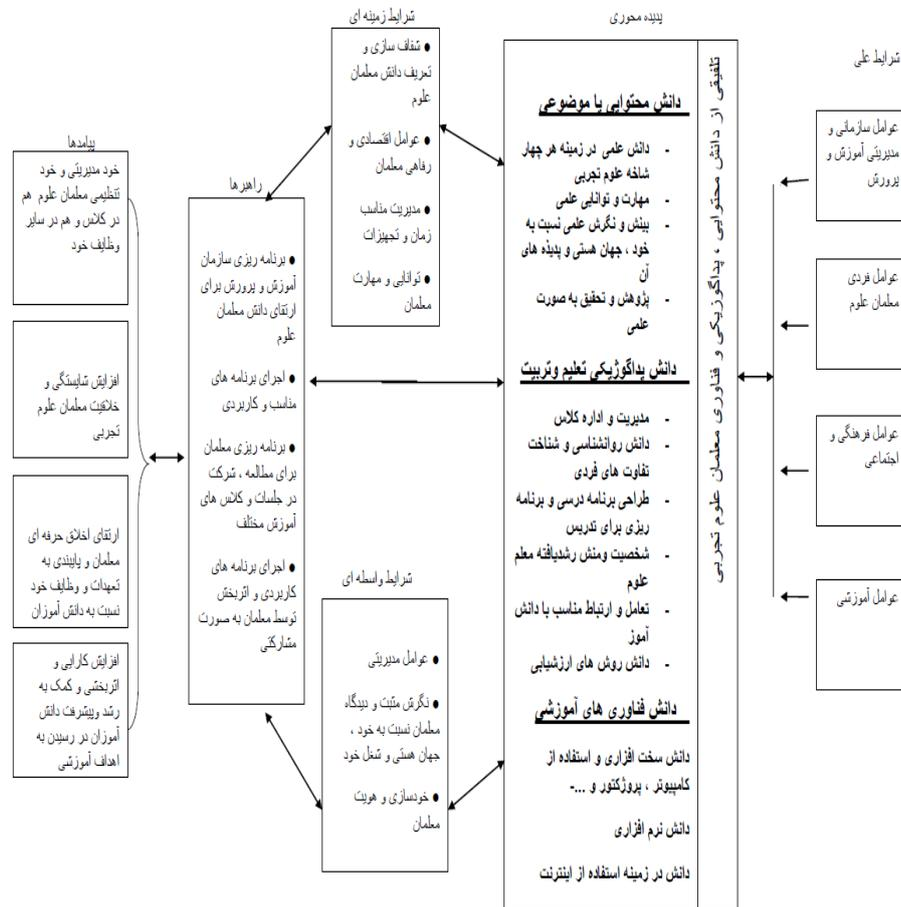 شرایط علی
عوامل سازمانی و
مدیریتی آموزش و
پرورش
عوامل فردی
معلمان علوم
عوامل فرهنگی و
اجتماعی
عوامل آموزشی
پدیده محوری
تلفیقی از دانش محتوایی ، پداگوژیکی و فناوری معلمان علوم تجربی
دانش محتوایی یا موضوعی
- دانش علمی در زمینه هر چهار
شاخه علوم تجربی
- مهارت و توانایی علمی
- بینش و نگرش علمی نسبت به
خود ، جهان هستی و پدیده های
آن
- پژوهش و تحقیق به صورت
علمی
دانش پداگوژیکی تعلیم وتربیت
- مدیریت و اداره کلاس
- دانش روانشناسی و شناخت
تفاوت های فردی
- طراحی برنامه درسی و برنامه
ریزی برای تدریس
- شخصیت ومنش رشدیافته معلم
علوم
- تعامل و ارتباط مناسب با دانش
آموز
- دانش روش های ارزشیابی
دانش فناوری های آموزشی
دانش سخت افزاری و استفاده از
کامپیوتر ، پروژکتور و ...-
دانش نرم افزاری
دانش در زمینه استفاده از اینترنت
شرایط زمینه ای
● شفاف سازی و
تعریف دانش معلمان
علوم
● عوامل اقتصادی و
رفاهی معلمان
● مدیریت مناسب
زمان و تجهیزات
● توانایی و مهارت
معلمان
شرایط واسطه ای
● عوامل مدیریتی
● نگرش مثبت و دیدگاه
معلمان نسبت به خود ،
جهان هستی و شغل خود
● خودسازی و هویت
معلمان
راهبرها
● برنامه ریزی سازمان
آموزش و پرورش برای
ارتقای دانش معلمان
علوم
● اجرای برنامه های
مناسب و کاربردی
● برنامه ریزی معلمان
برای مطالعه ، شرکت
در جلسات و کلاس های
آموزش مختلف
● اجرای برنامه های
کاربردی و اثربخش
توسط معلمان به صورت
مشارکتی
پیامدها
خود مدیریتی و خود
تنظیمی معلمان علوم هم
در کلاس و هم در سایر
وظایف خود
افزایش شایستگی و
خلاقیت معلمان علوم
تجربی
ارتقای اخلاق حرفه ای
معلمان و پایبندی به
تعهدات و وظایف خود
نسبت به دانش آموزان
افزایش کارایی و
اثربخشی و کمک به
رشد وپیشرفت دانش
آموزان در رسیدن به
اهداف آموزشی